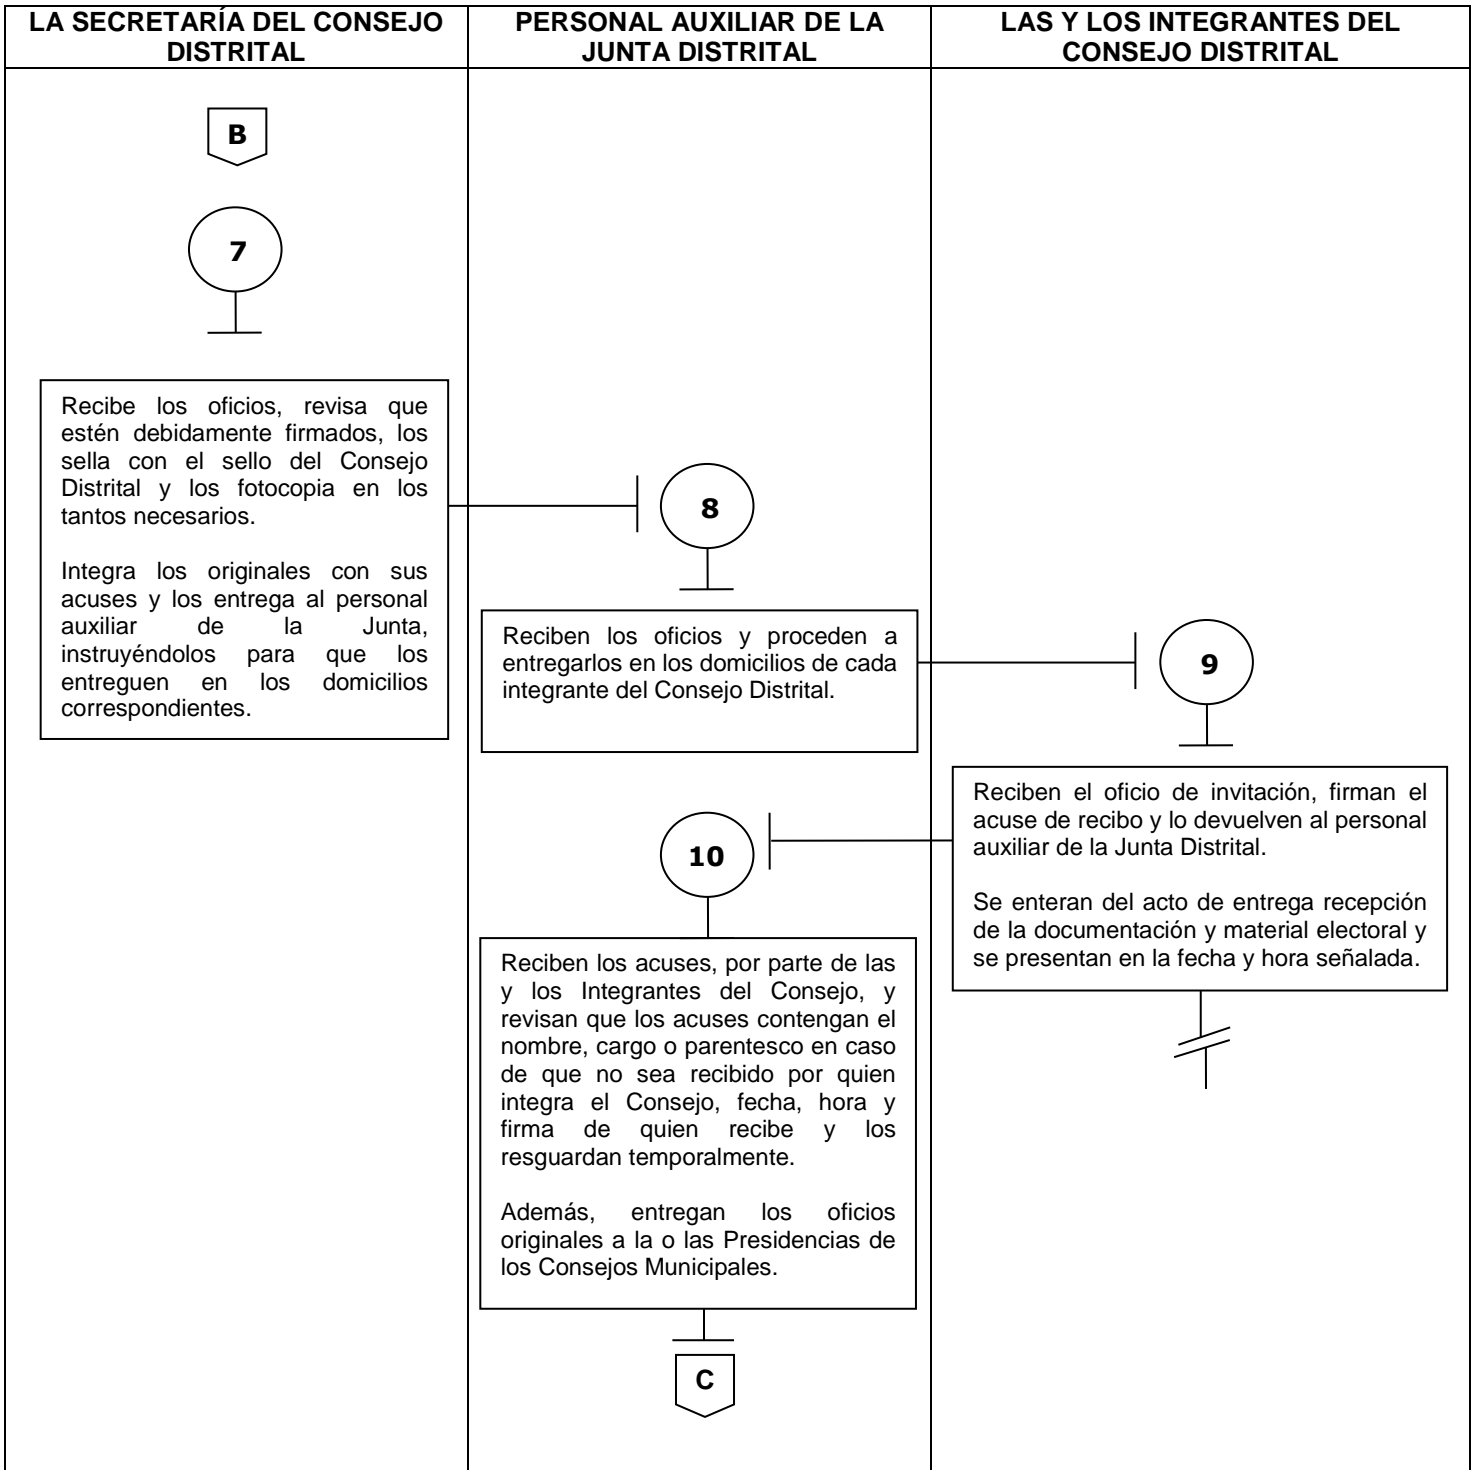 LA SECRETARÍA DEL CONSEJO
DISTRITAL
PERSONAL AUXILIAR DE LA
JUNTA DISTRITAL
LAS Y LOS INTEGRANTES DEL
CONSEJO DISTRITAL
B
7
Recibe los oficios, revisa que
estén debidamente firmados, los
sella con el sello del Consejo
Distrital y los fotocopia en los
tantos necesarios.
Integra los originales con sus
acuses y los entrega al personal
auxiliar de la Junta,
instruyéndolos para que los
entreguen en los domicilios
correspondientes.
8
Reciben los oficios y proceden a
entregarlos en los domicilios de cada
integrante del Consejo Distrital.
9
Reciben el oficio de invitación, firman el
acuse de recibo y lo devuelven al personal
auxiliar de la Junta Distrital.
Se enteran del acto de entrega recepción
de la documentación y material electoral y
se presentan en la fecha y hora señalada.
10
Reciben los acuses, por parte de las
y los Integrantes del Consejo, y
revisan que los acuses contengan el
nombre, cargo o parentesco en caso
de que no sea recibido por quien
integra el Consejo, fecha, hora y
firma de quien recibe y los
resguardan temporalmente.
Además, entregan los oficios
originales a la o las Presidencias de
los Consejos Municipales.
C